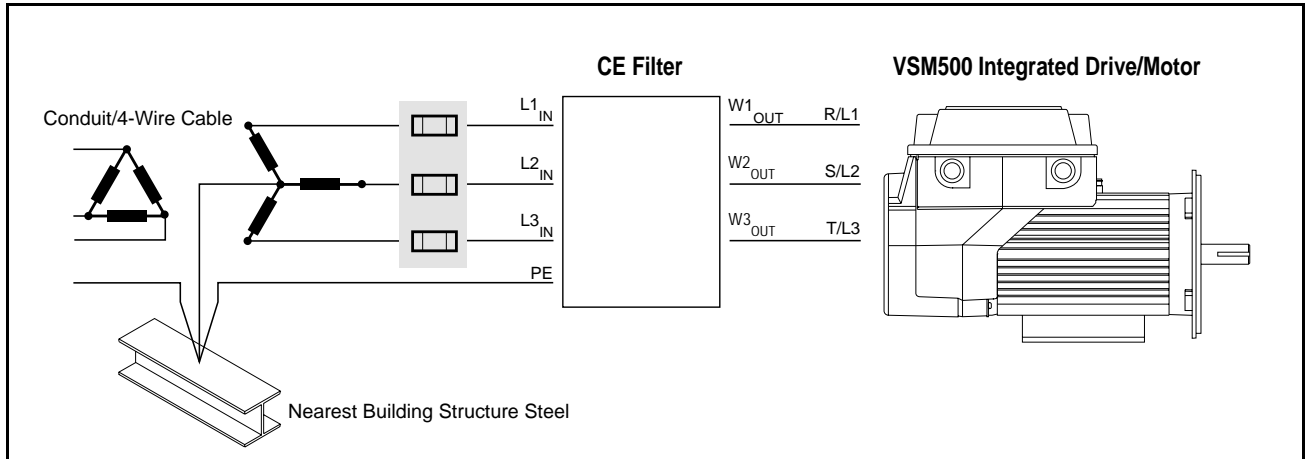 CE Filter
VSM500 Integrated Drive/Motor
Conduit/4-Wire Cable
L1IN
W1OUT
R/L1
L2IN
W2OUT
S/L2
L3IN
W3OUT
T/L3
PE
Nearest Building Structure Steel